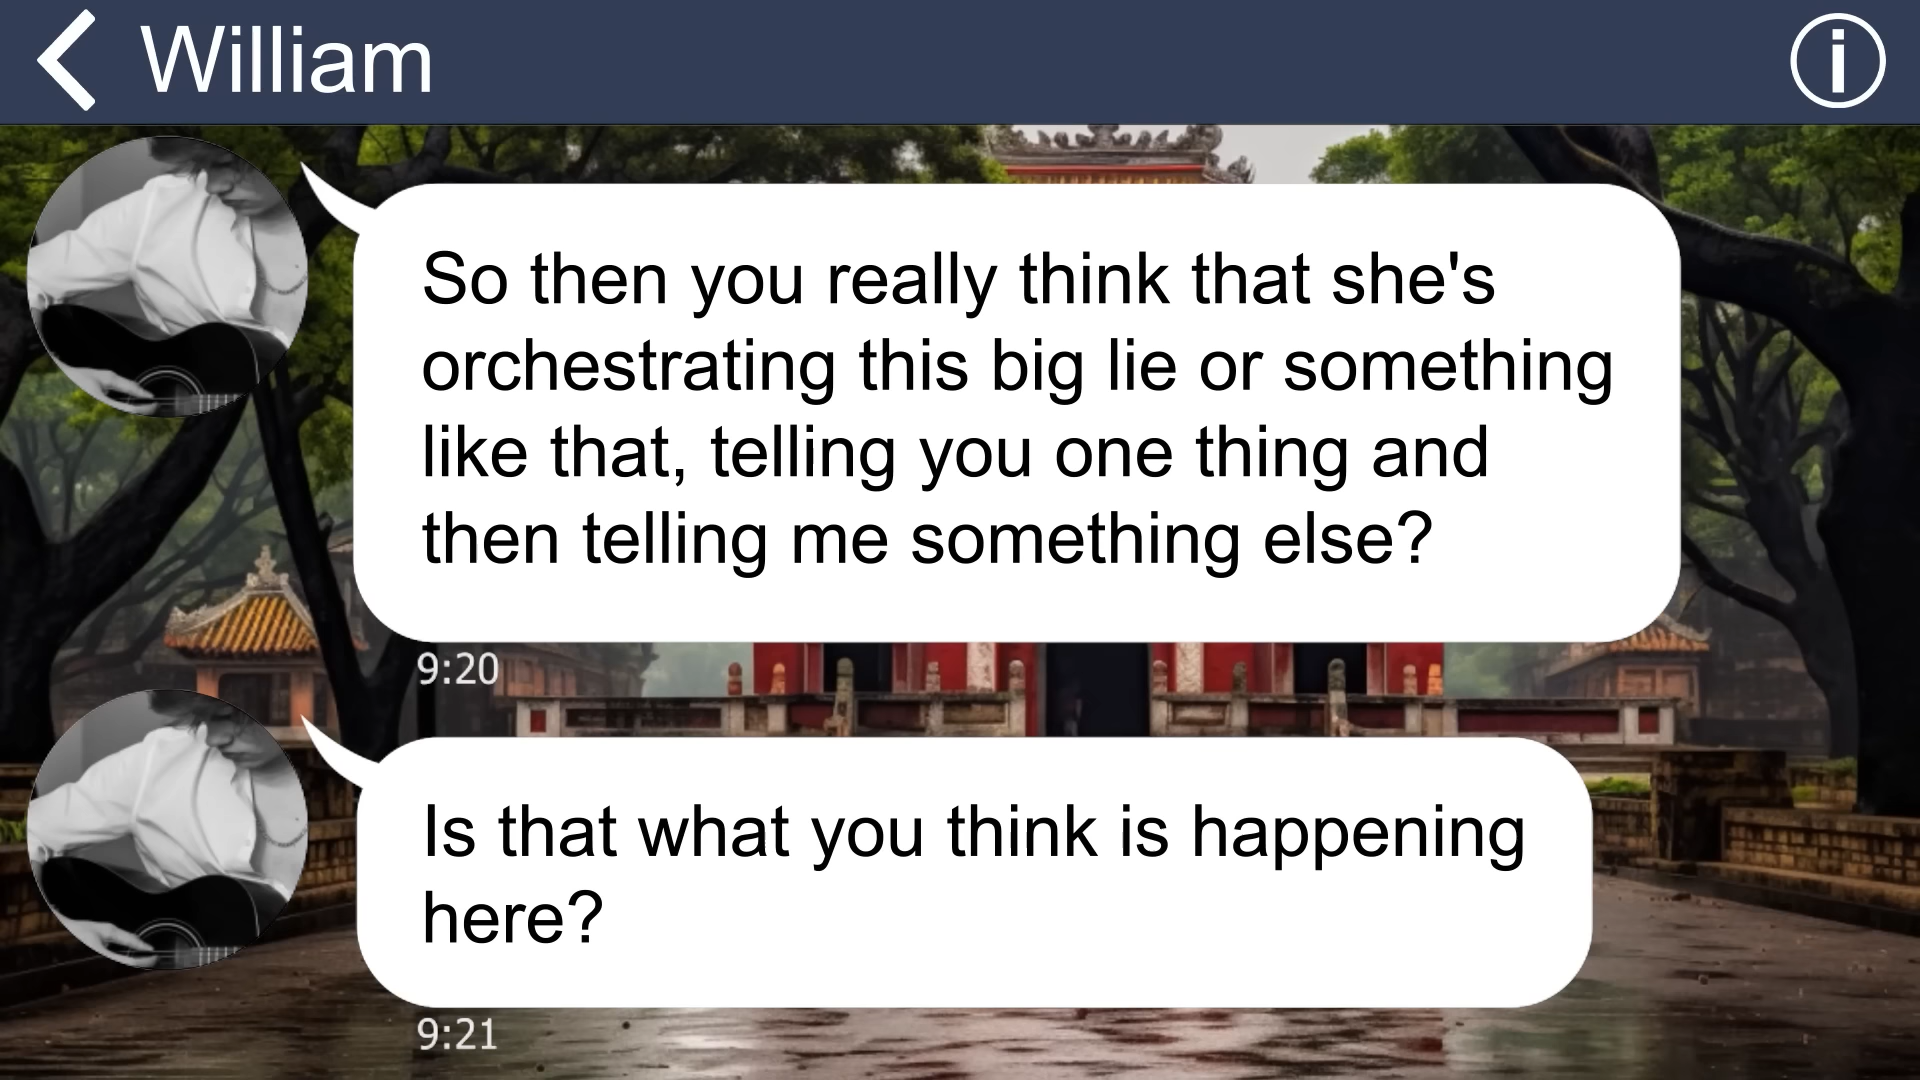 William
So then you really think that she's
orchestrating this big lie or something
like that, telling you one thing and
then telling me something else?
9:20
Is that what you think is happening
here?
9:21